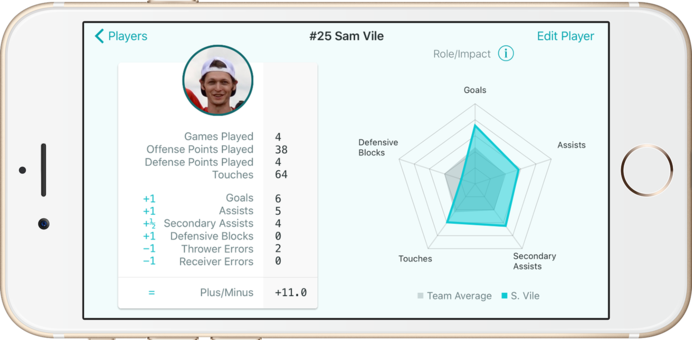 Players
#25 Sam Vile
Edit Player
Role/Impact i
Games Played 4
Offense Points Played 38
Defense Points Played 4
Touches 64
+1 Goals 6
+1 Assists 5
+½ Secondary Assists 4
+1 Defensive Blocks 0
−1 Thrower Errors 2
−1 Receiver Errors 0
= Plus/Minus +11.0
Goals
Assists
Secondary
Assists
Touches
Defensive
Blocks
Team Average
S. Vile